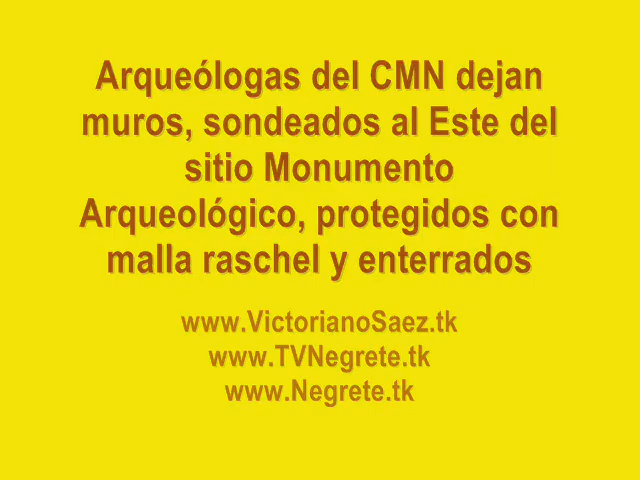 Arqueólogas del CMN dejan
muros, sondeados al Este del
sitio Monumento
Arqueológico, protegidos con
malla raschel y enterrados
www.VictorianoSaez.tk
www.TVNegrete.tk
www.Negrete.tk